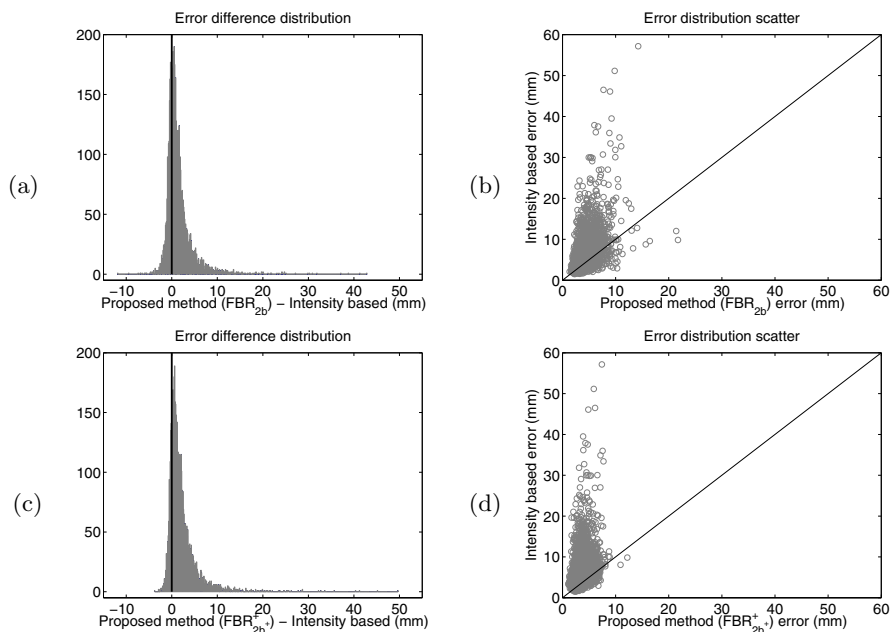 Error difference distribution
200
150
100
50
0
−10 0 10 20 30 40 50
Proposed method (FBR2b) − Intensity based (mm)
(a)
Error distribution scatter
60
50
40
30
20
10
0
0 10 20 30 40 50 60
Intensity based error (mm)
Proposed method (FBR2b) error (mm)
(b)
Error difference distribution
200
150
100
50
0
−10 0 10 20 30 40 50
Proposed method (FBR+2b+) − Intensity based (mm)
(c)
Error distribution scatter
60
50
40
30
20
10
0
0 10 20 30 40 50 60
Intensity based error (mm)
Proposed method (FBR+2b+) error (mm)
(d)